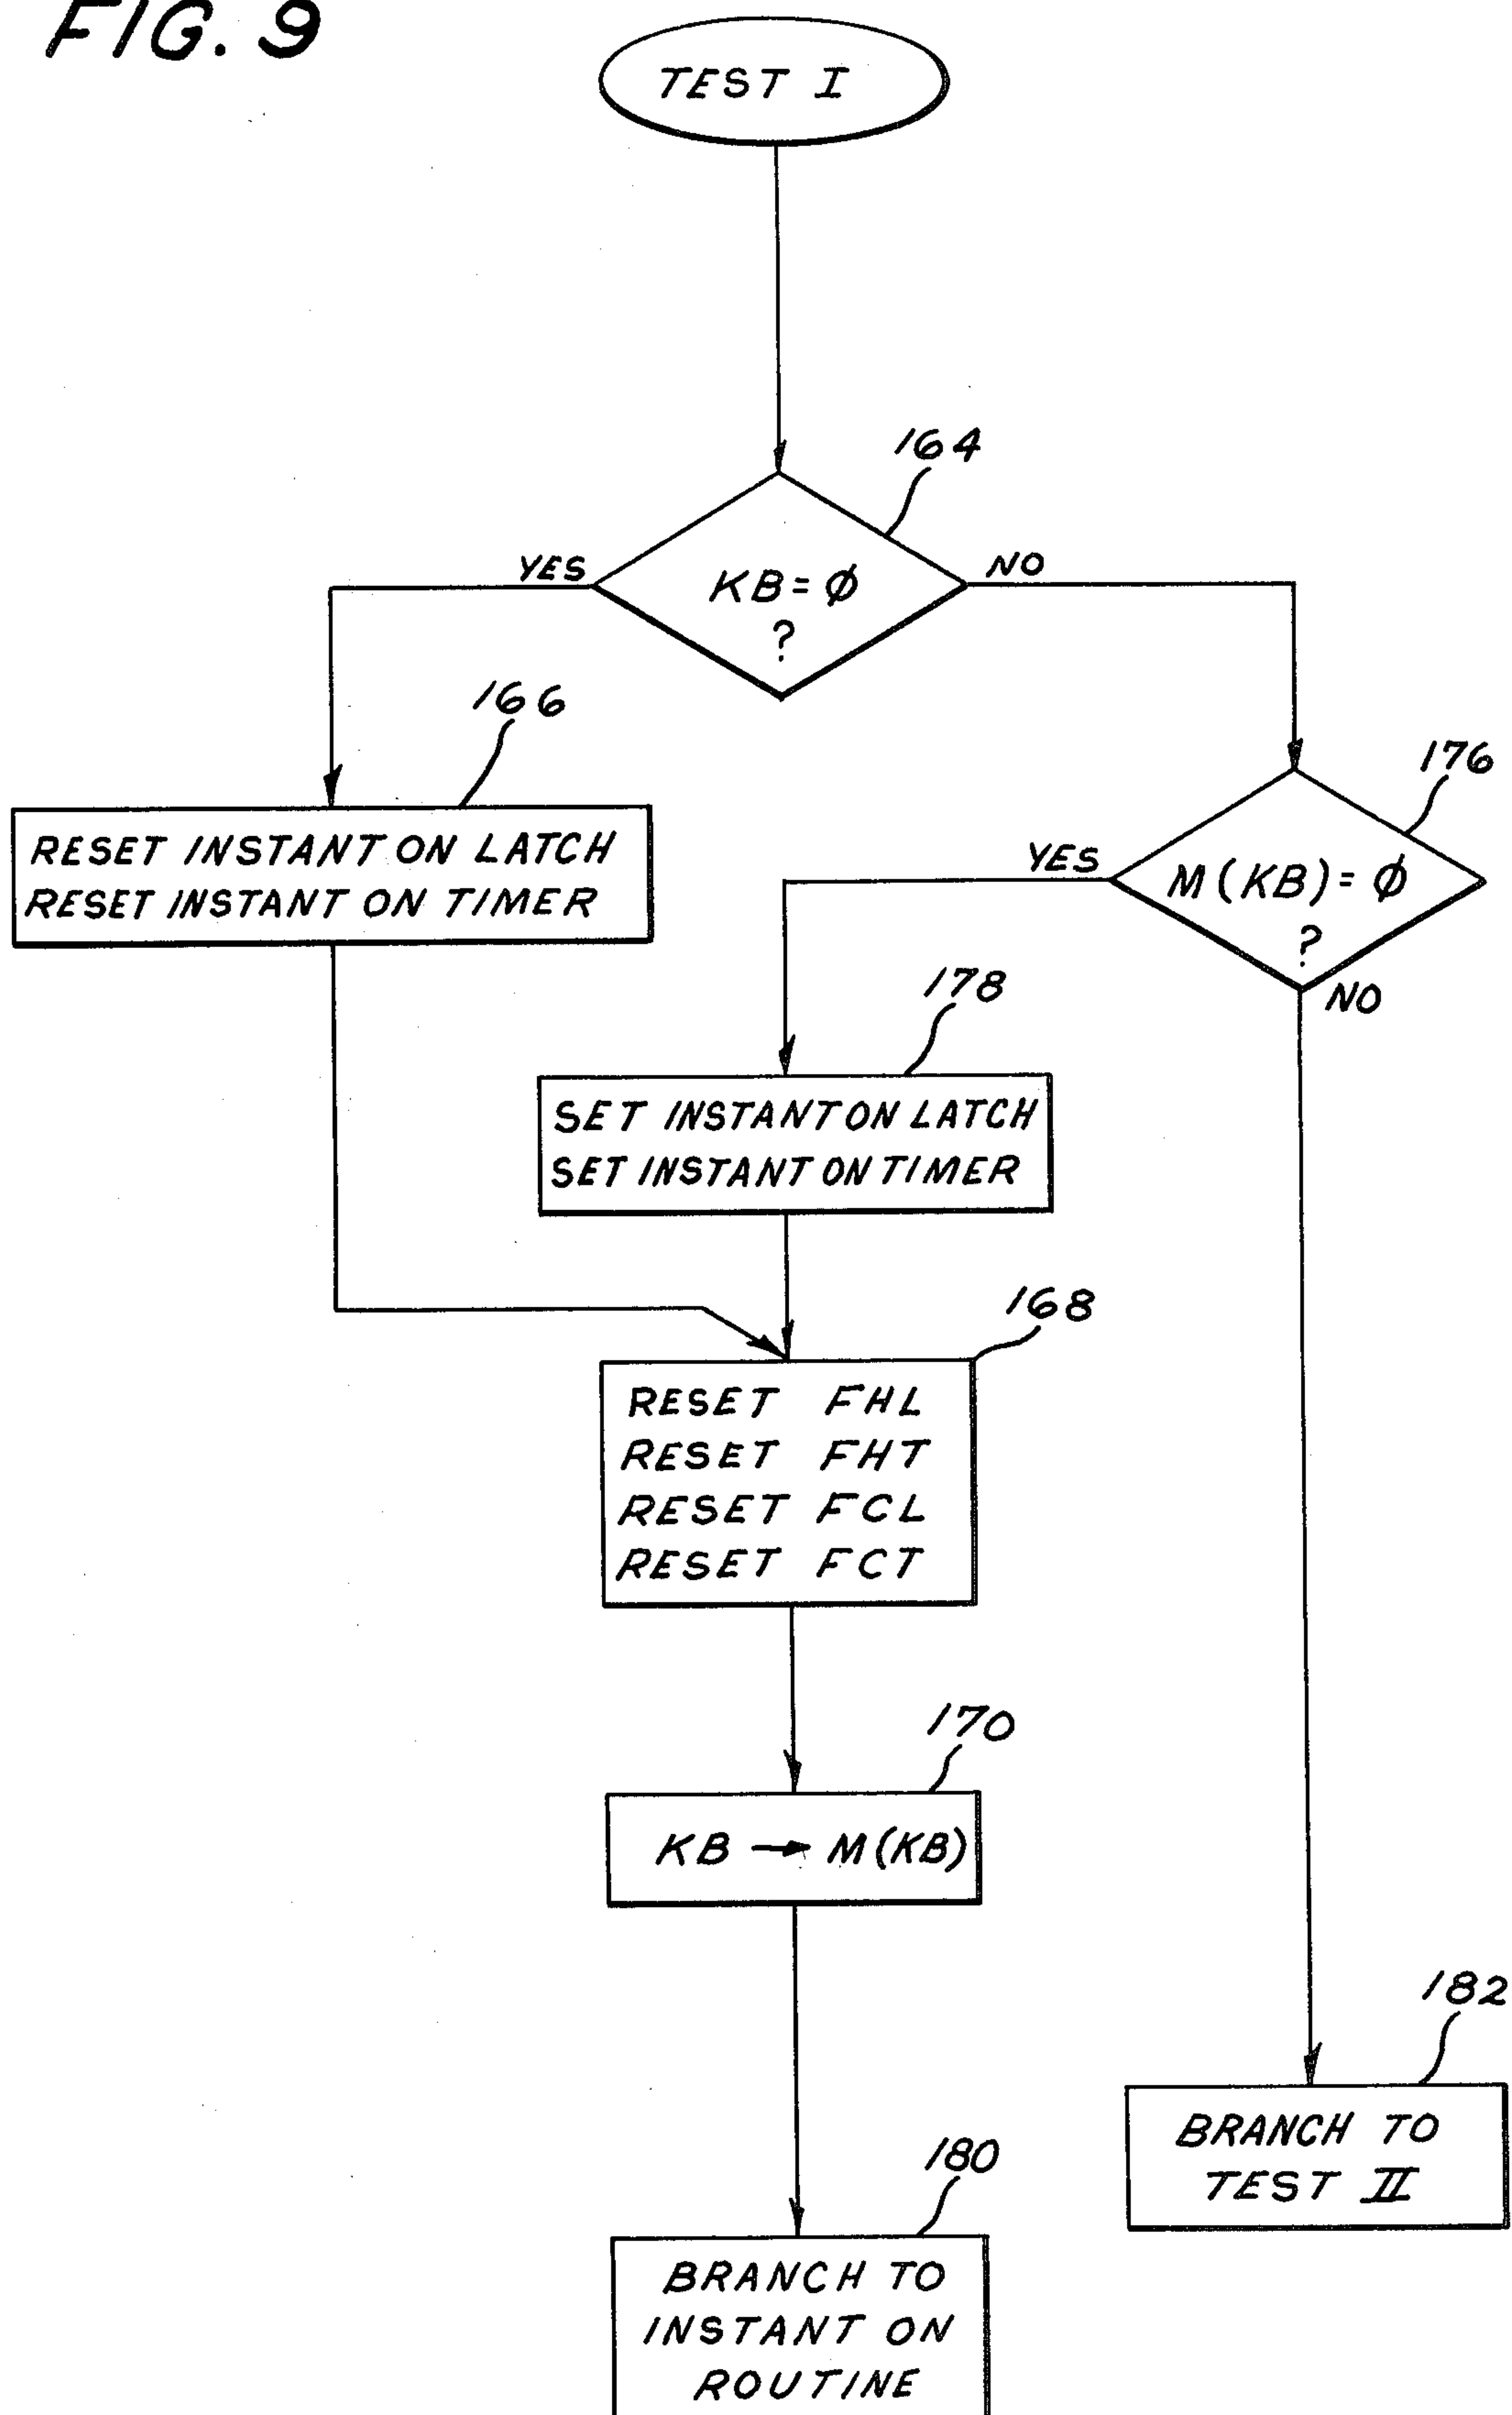 FIG. 9
TEST I
164
YES
KB = Ø
?
NO
166
RESET INSTANT ON LATCH
RESET INSTANT ON TIMER
176
YES
M(KB) = Ø
?
NO
178
SET INSTANT ON LATCH
SET INSTANT ON TIMER
168
RESET FHL
RESET FHT
RESET FCL
RESET FCT
170
KB → M(KB)
182
BRANCH TO
TEST II
180
BRANCH TO
INSTANT ON
ROUTINE